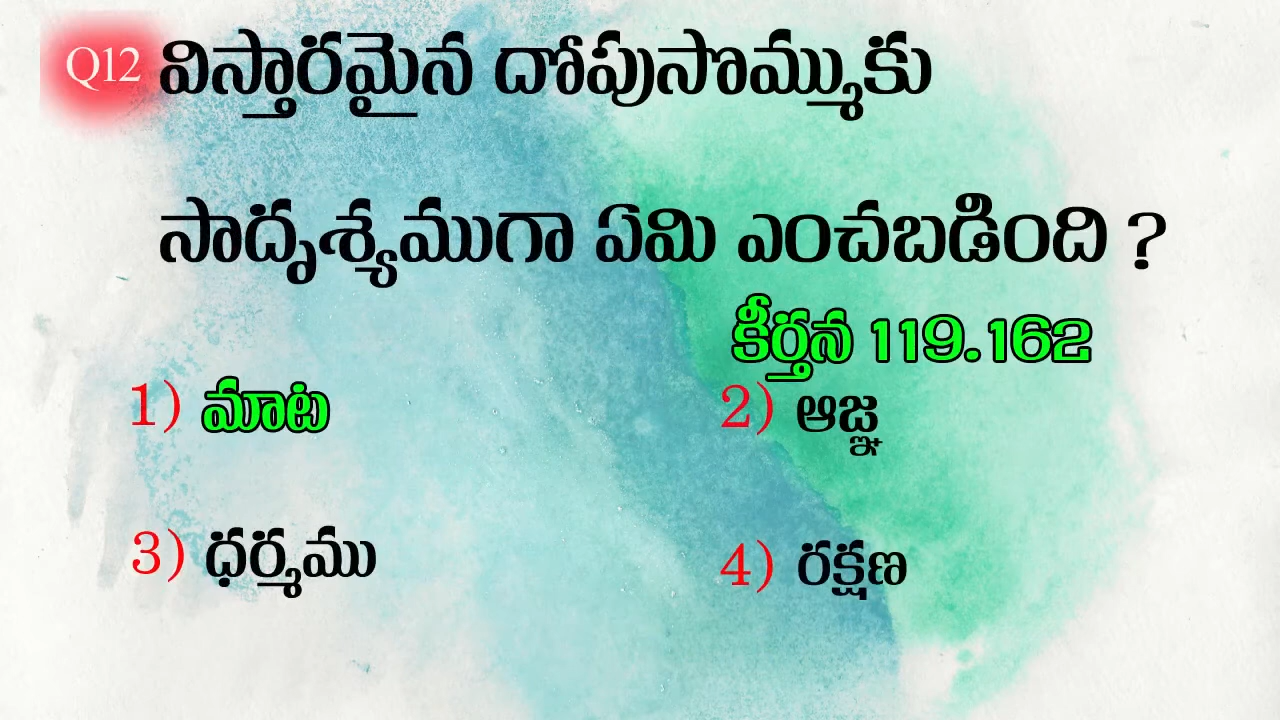 Q12 విస్తారమైన దోపుసొమ్ముకు
సాదృశ్యముగా ఏమి ఎంచబడింది ?
కీర్తన 119.162
1) మాట 2) ఆజ్ఞ
3) ధర్మము 4) రక్షణ